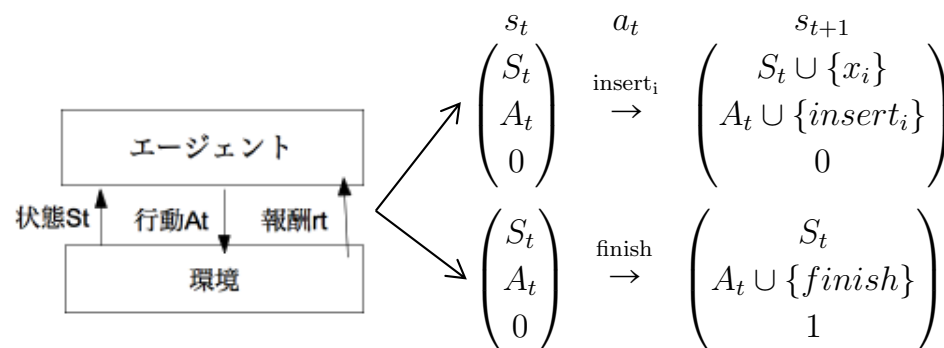 エージェント
状態St 行動At 報酬rt
環境
s_t a_t s_{t+1}
S_t insert_i S_t ∪ {x_i}
A_t → A_t ∪ {insert_i}
0 0
S_t finish S_t
A_t → A_t ∪ {finish}
0 1